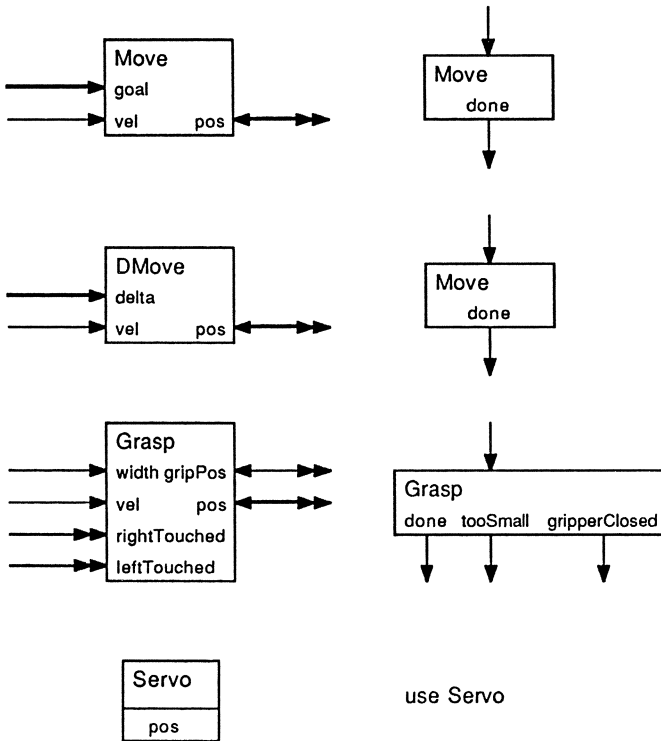 Move
goal
vel pos
Move
done
DMove
delta
vel pos
Move
done
Grasp
width gripPos
vel pos
rightTouched
leftTouched
Grasp
done tooSmall gripperClosed
Servo
pos
use Servo